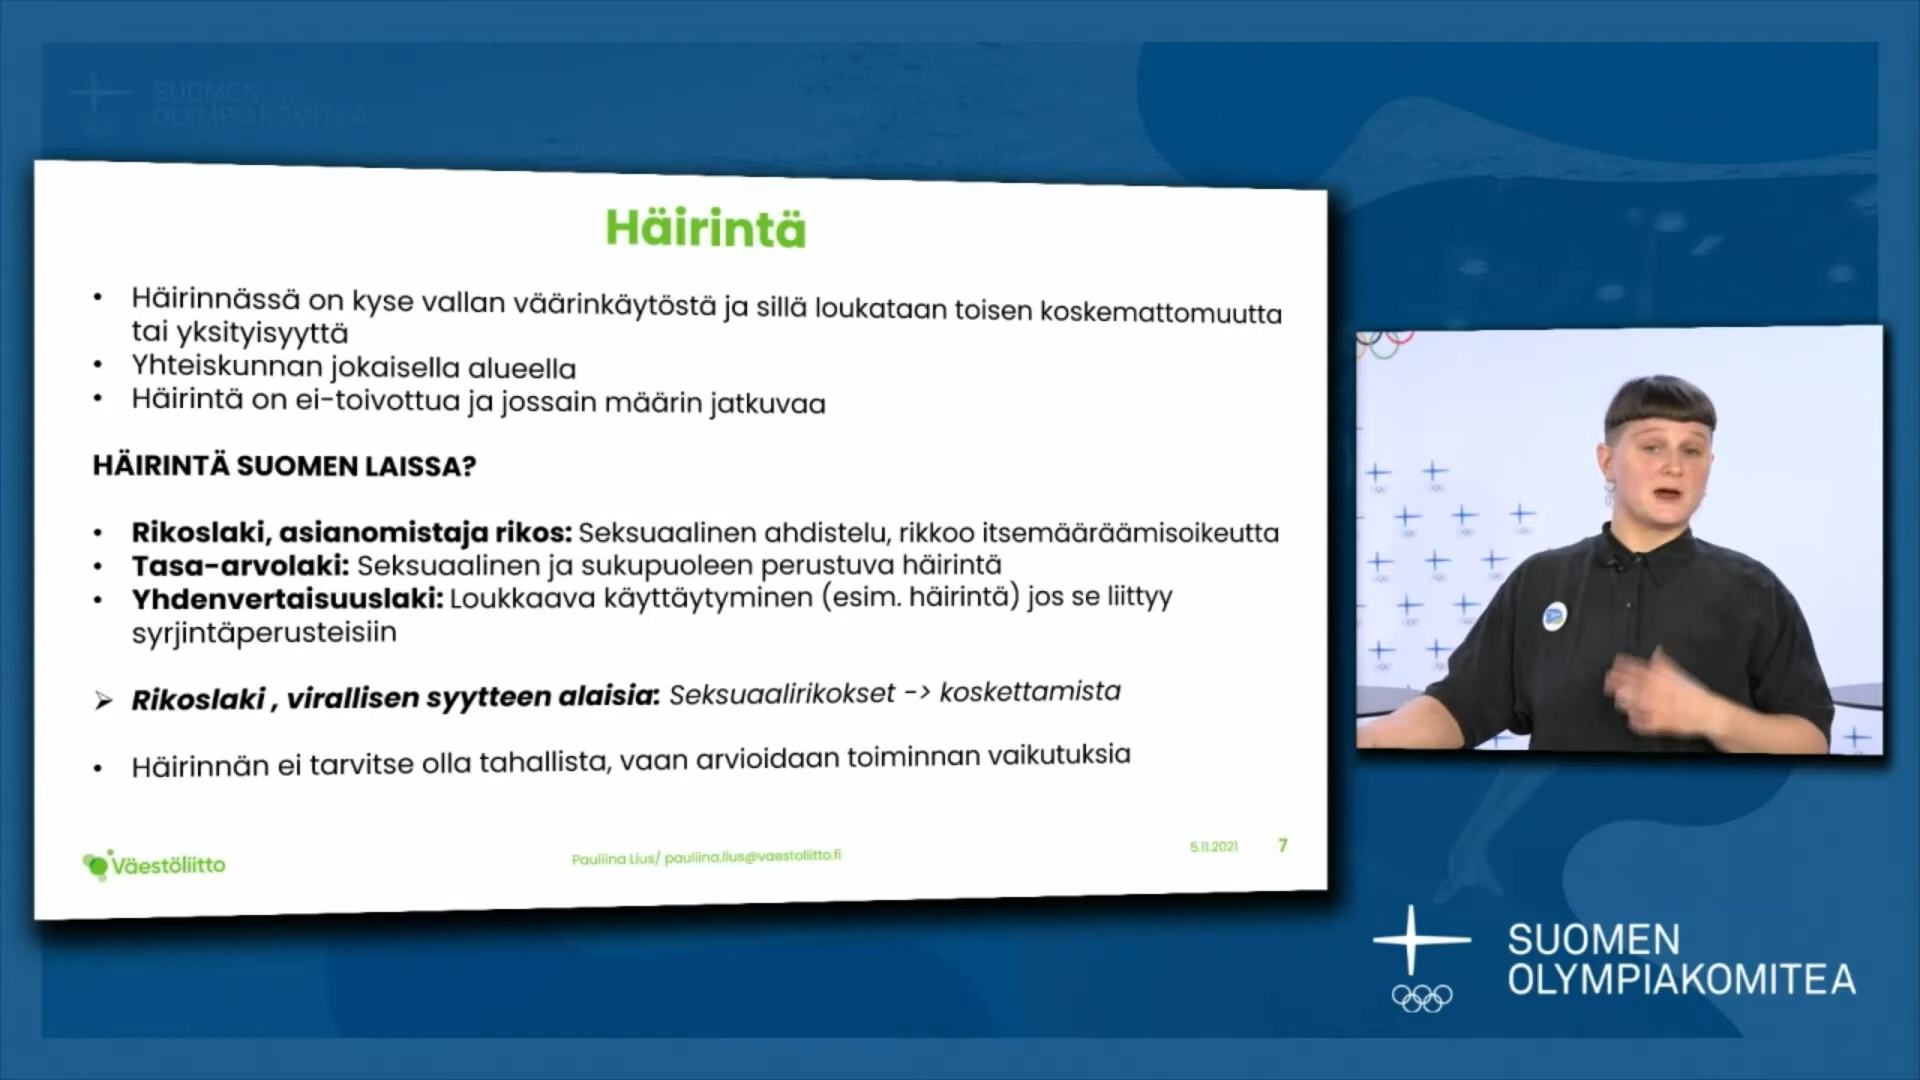 SUOMEN
OLYMPIAKOMITEA
Häirintä
• Häirinnässä on kyse vallan väärinkäytöstä ja sillä loukataan toisen koskemattomuutta
tai yksityisyyttä
• Yhteiskunnan jokaisella alueella
• Häirintä on ei-toivottua ja jossain määrin jatkuvaa
HÄIRINTÄ SUOMEN LAISSA?
• Rikoslaki, asianomistaja rikos: Seksuaalinen ahdistelu, rikkoo itsemääräämisoikeutta
• Tasa-arvolaki: Seksuaalinen ja sukupuoleen perustuva häirintä
• Yhdenvertaisuuslaki: Loukkaava käyttäytyminen (esim. häirintä) jos se liittyy
syrjintäperusteisiin
➢ Rikoslaki , virallisen syytteen alaisia: Seksuaalirikokset -> koskettamista
• Häirinnän ei tarvitse olla tahallista, vaan arvioidaan toiminnan vaikutuksia
Väestöliitto
Pauliina Lius/ pauliina.lius@vaestoliitto.fi
5.11.2021
7
SUOMEN
OLYMPIAKOMITEA